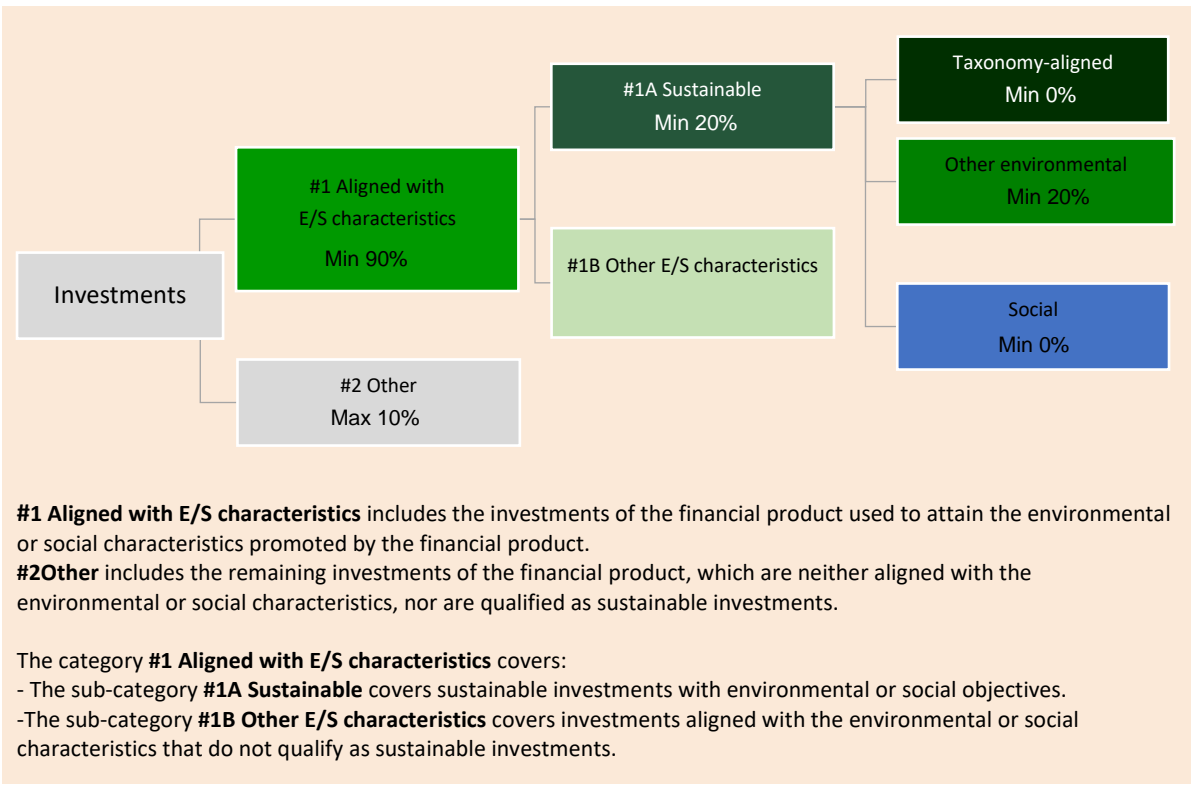 Investments
#1 Aligned with
E/S characteristics
Min 90%
#2 Other
Max 10%
#1A Sustainable
Min 20%
#1B Other E/S characteristics
Taxonomy-aligned
Min 0%
Other environmental
Min 20%
Social
Min 0%
#1 Aligned with E/S characteristics includes the investments of the financial product used to attain the environmental
or social characteristics promoted by the financial product.
#2Other includes the remaining investments of the financial product, which are neither aligned with the
environmental or social characteristics, nor are qualified as sustainable investments.
The category #1 Aligned with E/S characteristics covers:
- The sub-category #1A Sustainable covers sustainable investments with environmental or social objectives.
-The sub-category #1B Other E/S characteristics covers investments aligned with the environmental or social
characteristics that do not qualify as sustainable investments.